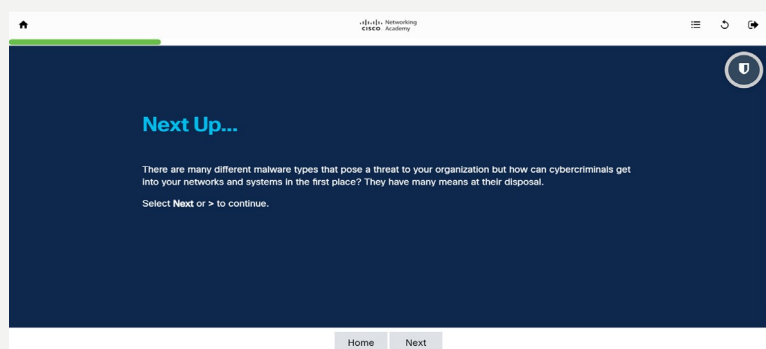 Networking
CISCO Academy
Next Up...
There are many different malware types that pose a threat to your organization but how can cybercriminals get
into your networks and systems in the first place? They have many means at their disposal.
Select Next or > to continue.
Home Next